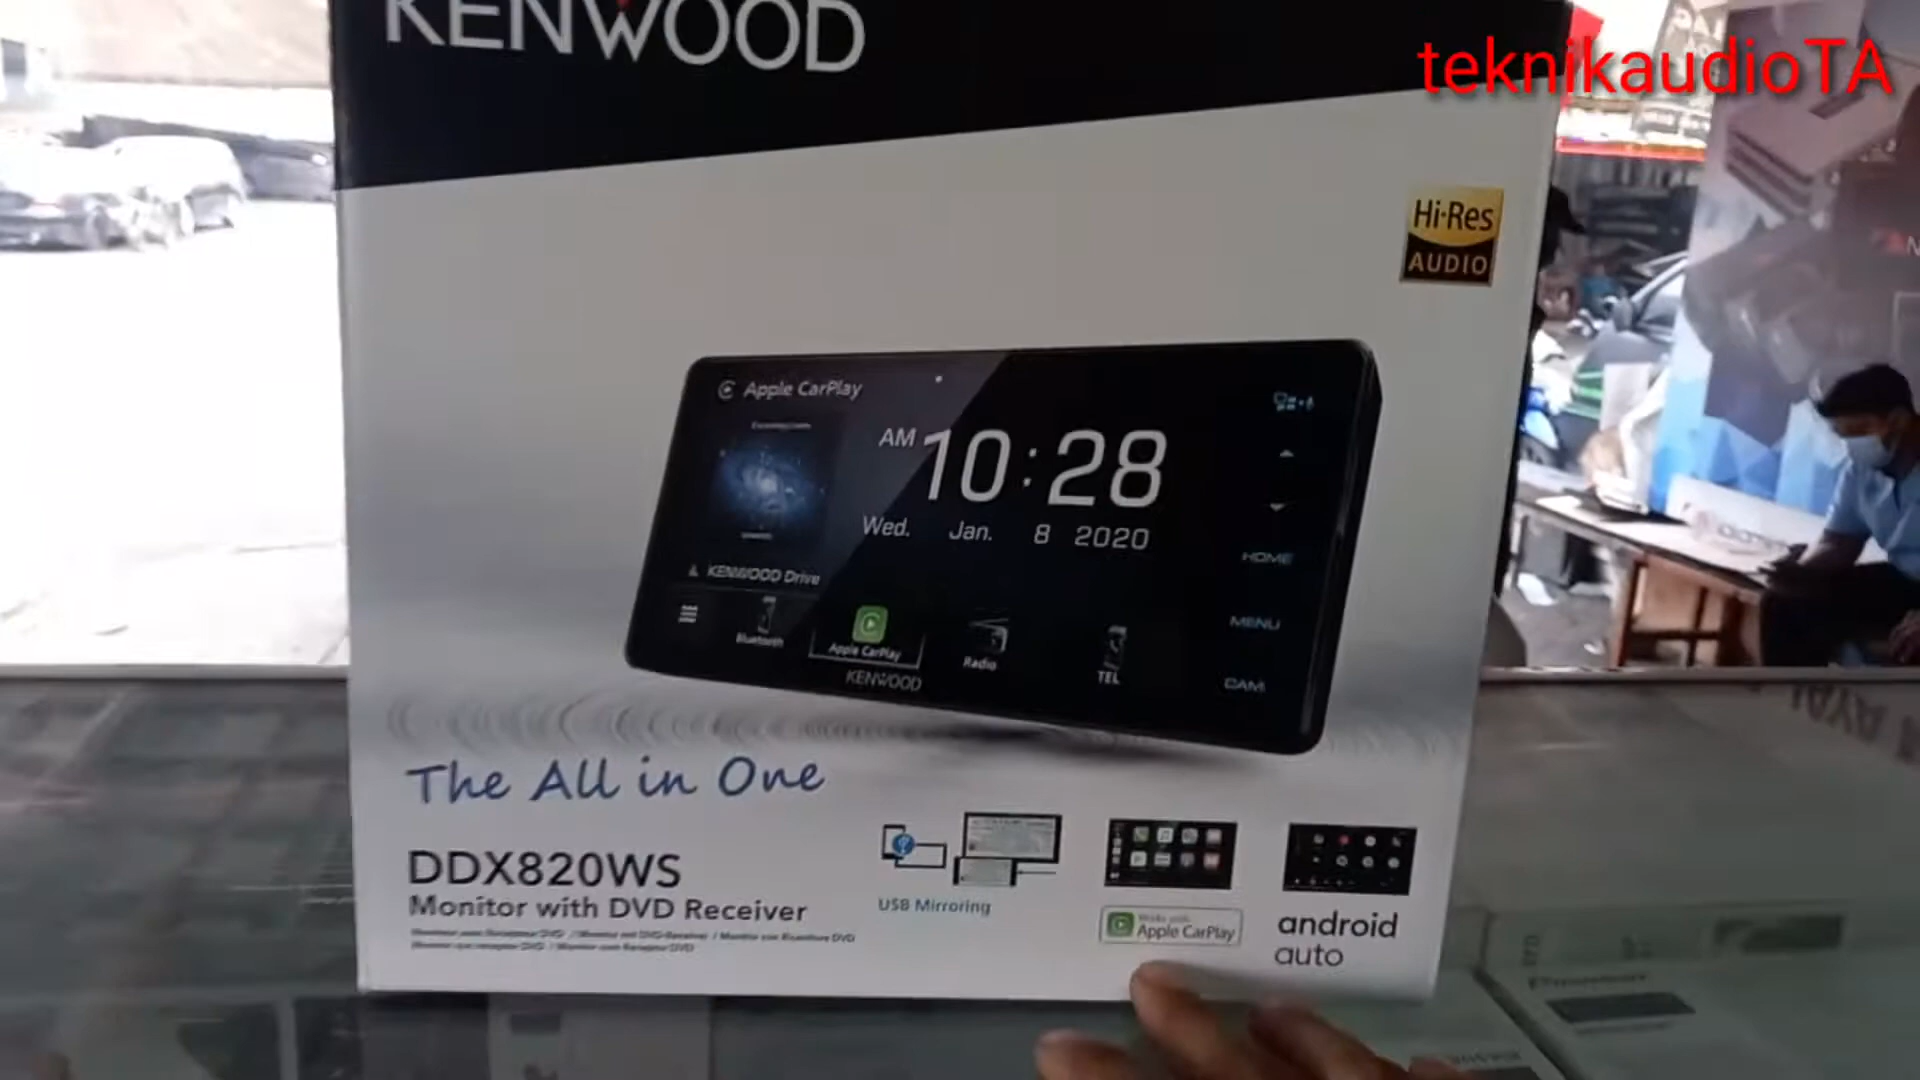 KENWOOD
teknikaudioTA
Hi-Res
AUDIO
Apple CarPlay
AM 10:28
Wed. Jan. 8 2020
KENWOOD Drive
HOME
MENU
CAM
Bluetooth
Apple CarPlay
Radio
TEL
KENWOOD
The All in One
DDX820WS
Monitor with DVD Receiver
USB Mirroring
Works with
Apple CarPlay
android
auto